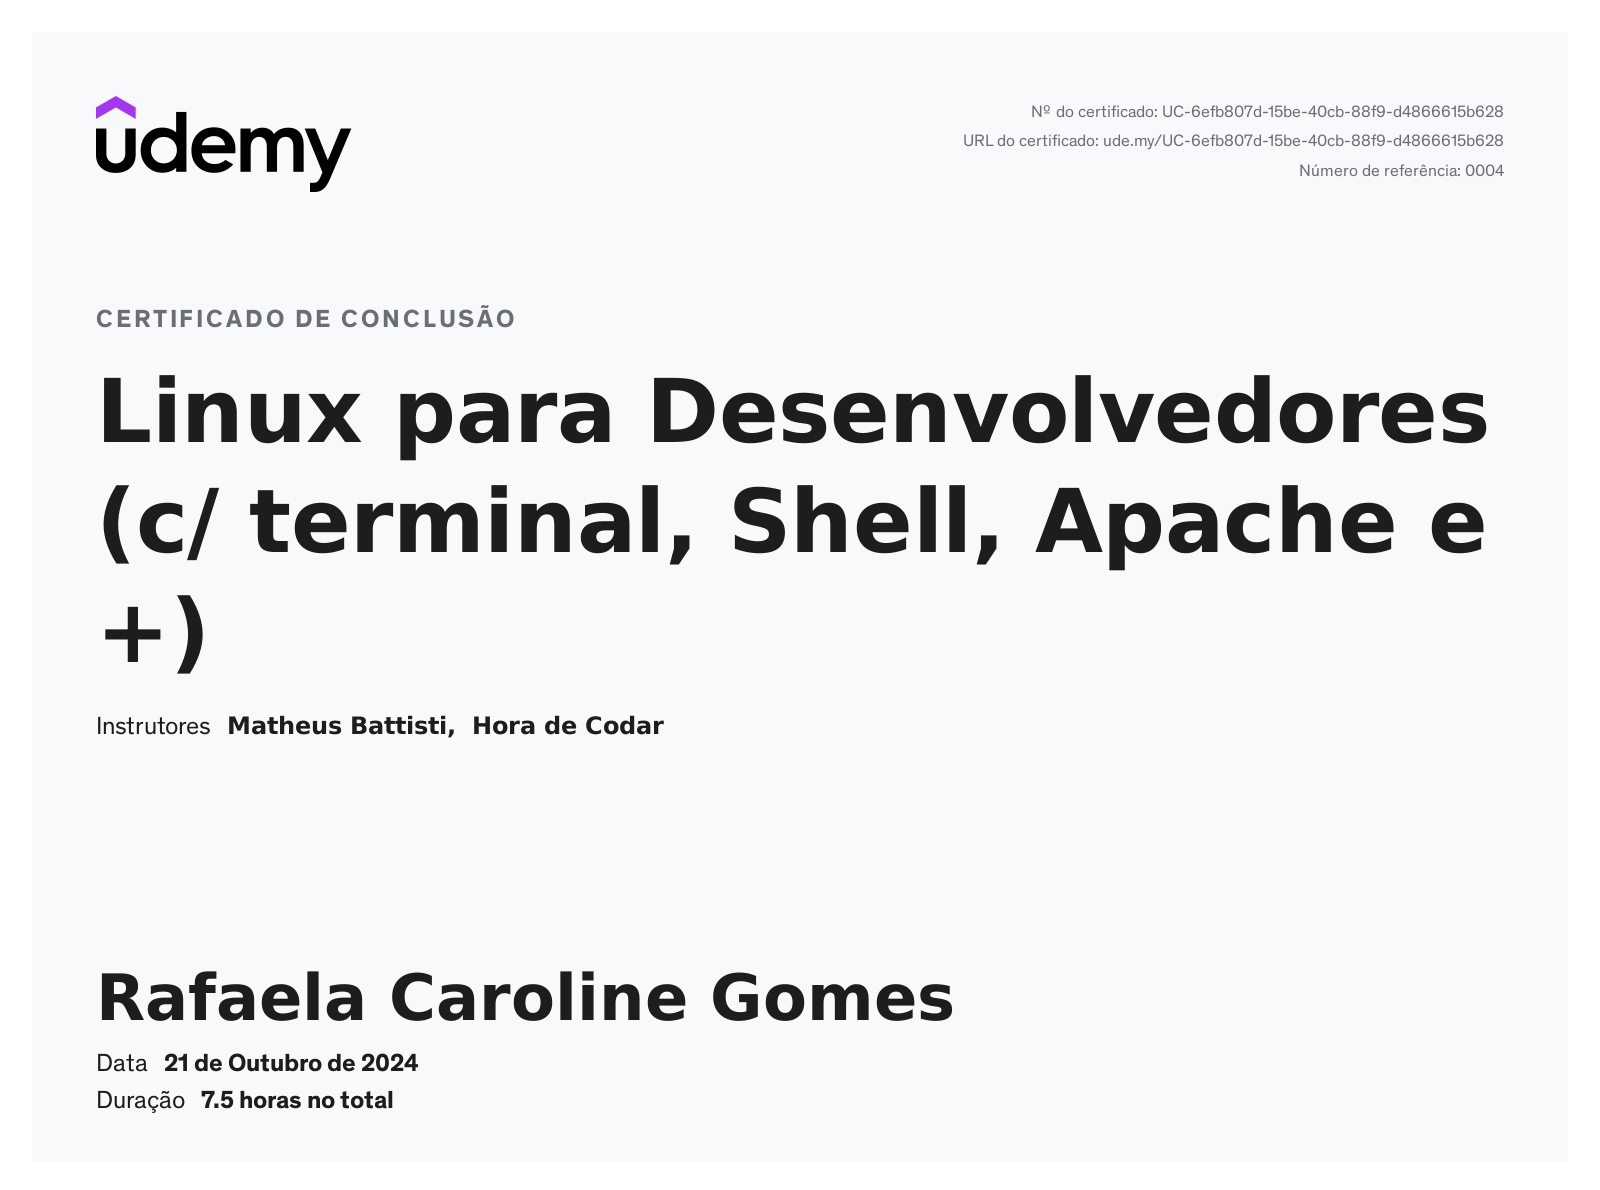 udemy
Nº do certificado: UC-6efb807d-15be-40cb-88f9-d4866615b628
URL do certificado: ude.my/UC-6efb807d-15be-40cb-88f9-d4866615b628
Número de referência: 0004
CERTIFICADO DE CONCLUSÃO
Linux para Desenvolvedores
(c/ terminal, Shell, Apache e
+)
Instrutores Matheus Battisti, Hora de Codar
Rafaela Caroline Gomes
Data 21 de Outubro de 2024
Duração 7.5 horas no total